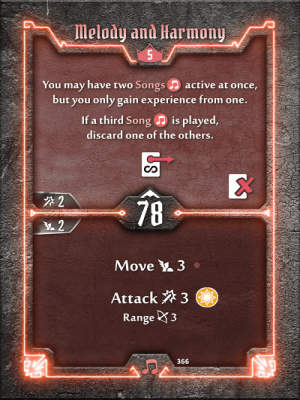 Melody and Harmony
5
You may have two Songs active at once,
but you only gain experience from one.
If a third Song is played,
discard one of the others.
S
2
78
2
Move 3
Attack 3
Range 3
366